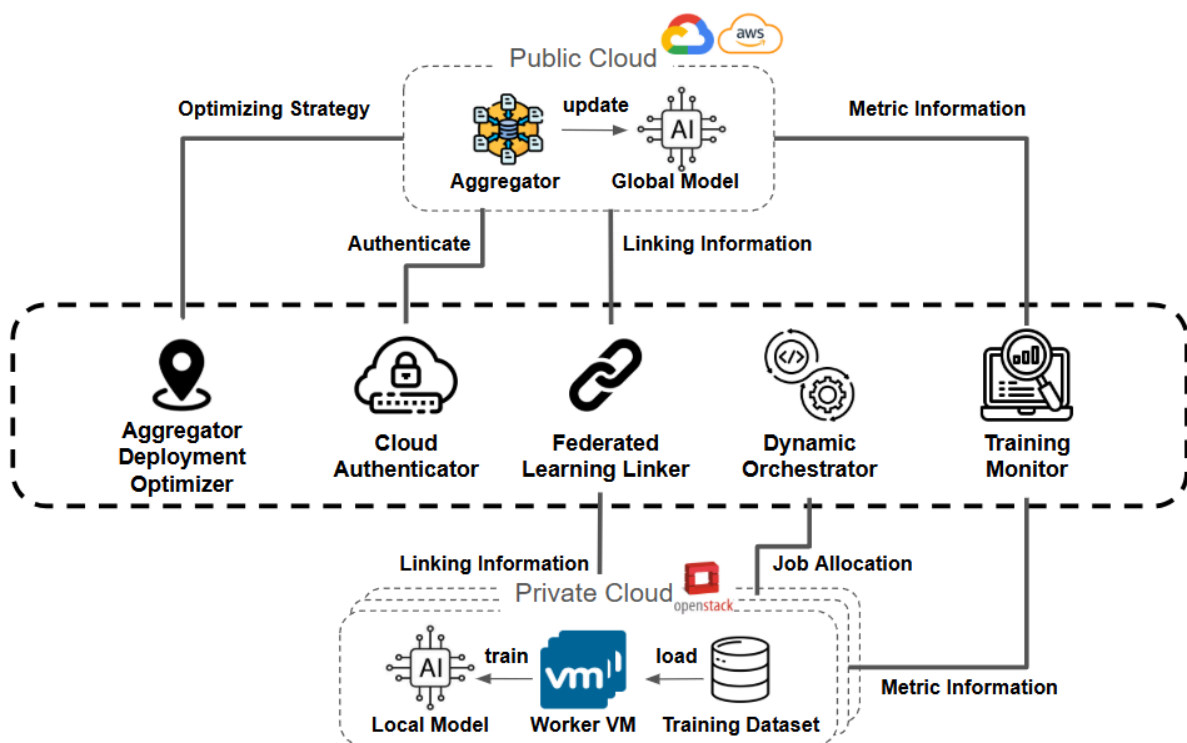 aws
Public Cloud
Optimizing Strategy
update
Metric Information
AI
Aggregator
Global Model
Authenticate
Linking Information
</>
Aggregator
Deployment
Optimizer
Cloud
Authenticator
Federated
Learning Linker
Dynamic
Orchestrator
Training
Monitor
Linking Information
Job Allocation
Private Cloud
openstack
train
load
AI
vm
Local Model
Worker VM
Training Dataset
Metric Information